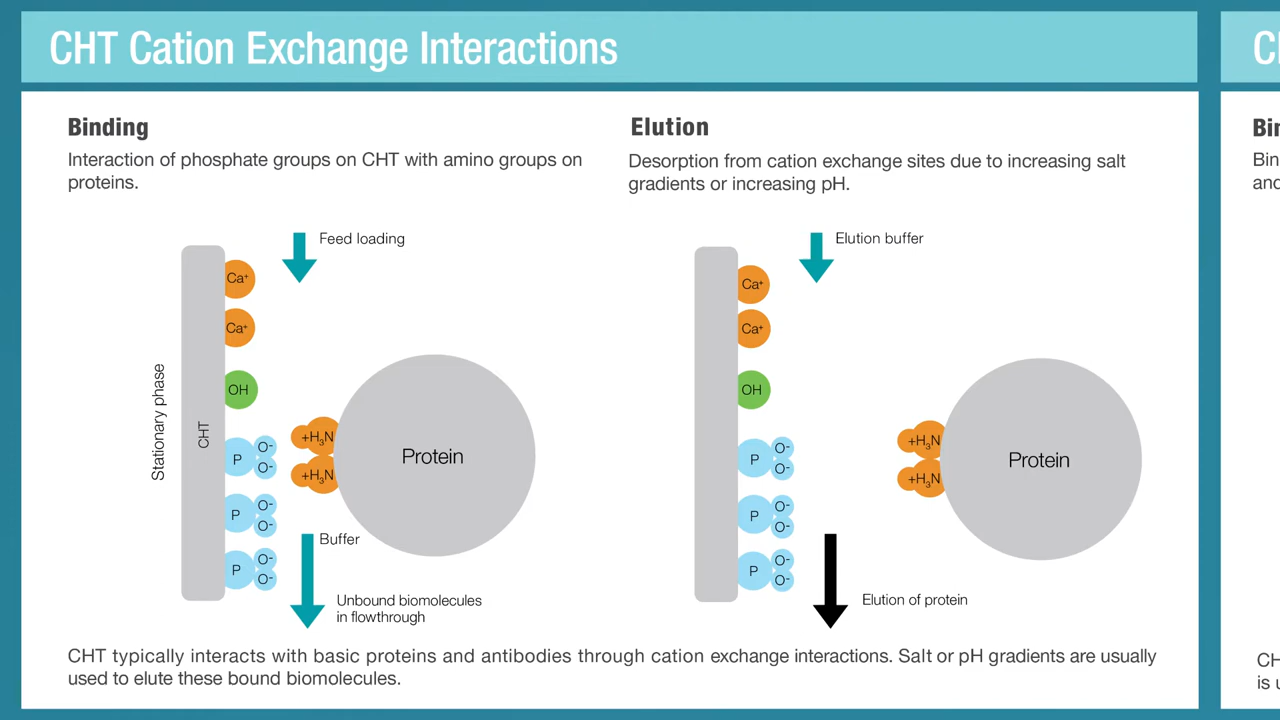 CHT Cation Exchange Interactions
Binding
Interaction of phosphate groups on CHT with amino groups on
proteins.
Feed loading
Stationary phase
CHT
Ca⁺
Ca⁺
OH
P O⁻
O⁻
P O⁻
O⁻
P O⁻
O⁻
+H₃N
+H₃N
Protein
Buffer
Unbound biomolecules
in flowthrough
Elution
Desorption from cation exchange sites due to increasing salt
gradients or increasing pH.
Elution buffer
Ca⁺
Ca⁺
OH
P O⁻
O⁻
P O⁻
O⁻
P O⁻
O⁻
+H₃N
+H₃N
Protein
Elution of protein
CHT typically interacts with basic proteins and antibodies through cation exchange interactions. Salt or pH gradients are usually
used to elute these bound biomolecules.
and
is